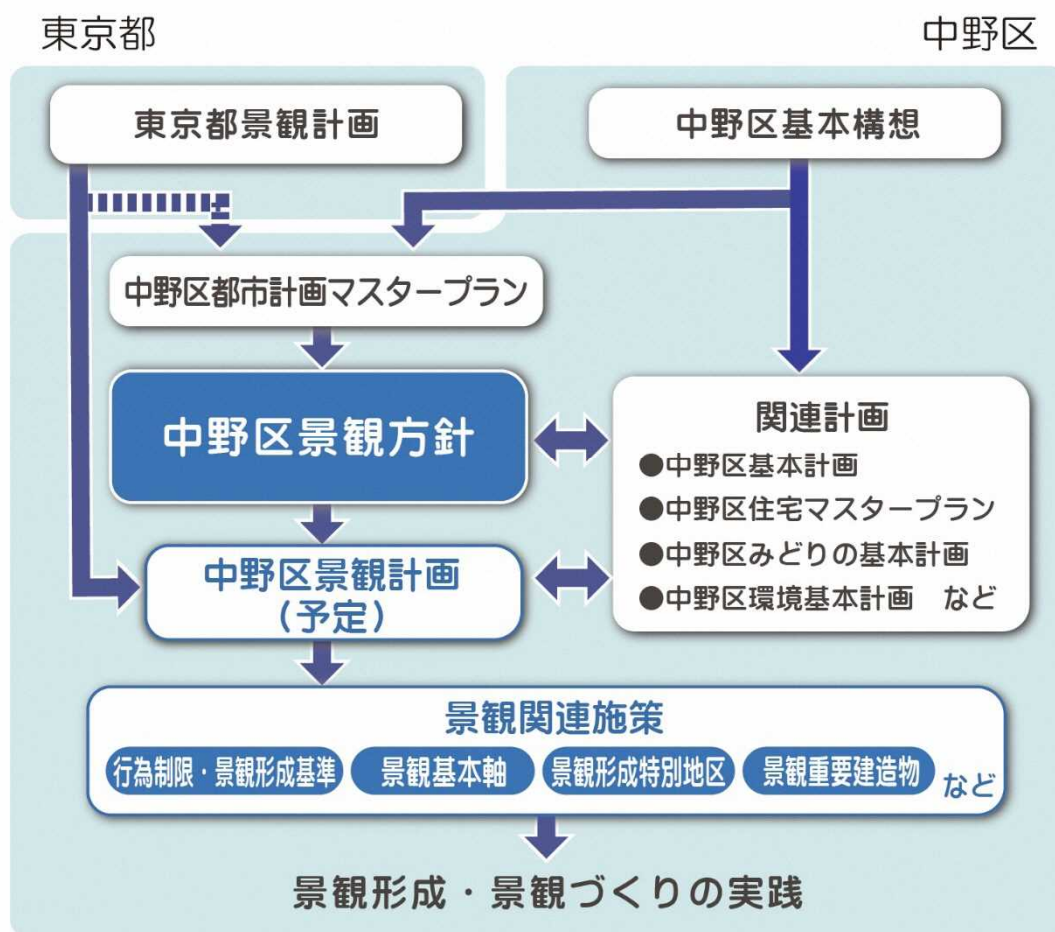 東京都
中野区
東京都景観計画
中野区基本構想
中野区都市計画マスタープラン
中野区景観方針
関連計画
●中野区基本計画
●中野区住宅マスタープラン
●中野区みどりの基本計画
●中野区環境基本計画　など
中野区景観計画
(予定)
景観関連施策
行為制限・景観形成基準
景観基本軸
景観形成特別地区
景観重要建造物
など
景観形成・景観づくりの実践